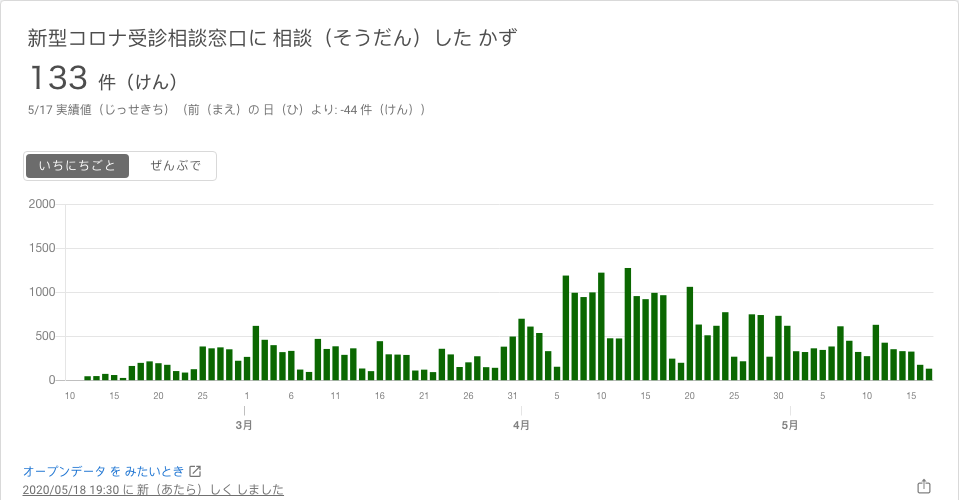 新型コロナ受診相談窓口に 相談（そうだん）した かず
133 件（けん）
5/17 実績値（じっせきち）（前（まえ）の 日（ひ）より: -44 件（けん））
いちにちごと ぜんぶで
2000
1500
1000
500
0
10 15 20 25 1 6 11 16 21 26 31 5 10 15 20 25 30 5 10 15
3月 4月 5月
オープンデータ を みたいとき
2020/05/18 19:30 に 新（あたら）しく しました